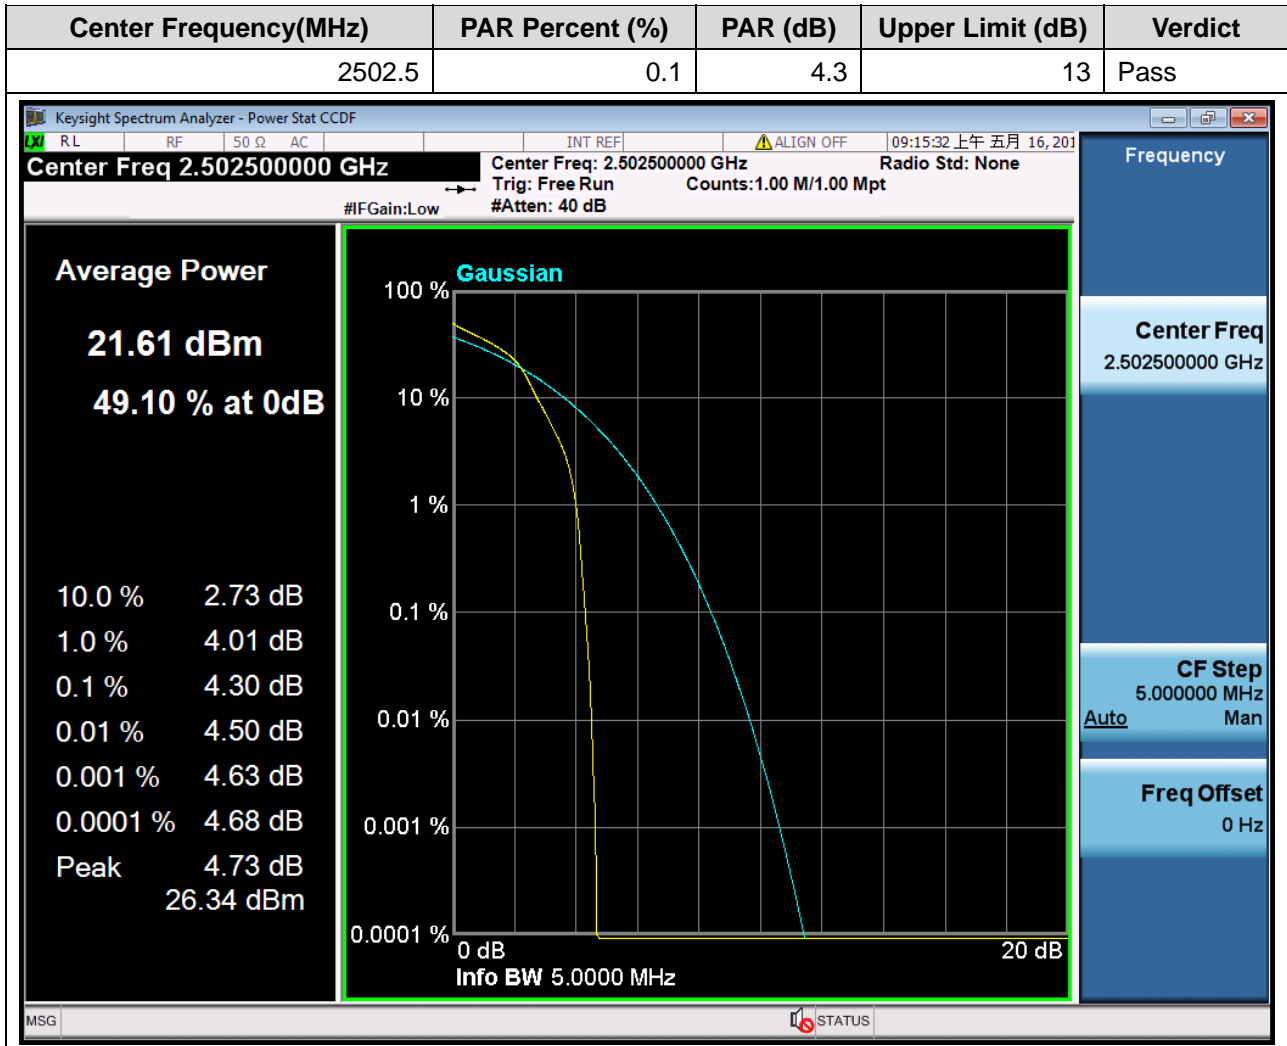 Center Frequency(MHz) PAR Percent (%) PAR (dB) Upper Limit (dB) Verdict
2502.5 0.1 4.3 13 Pass
Keysight Spectrum Analyzer - Power Stat CCDF
LXI RL RF 50 Ω AC INT REF ALIGN OFF 09:15:32 上午 五月 16, 201
Center Freq 2.502500000 GHz
Center Freq: 2.502500000 GHz Radio Std: None
Trig: Free Run Counts:1.00 M/1.00 Mpt
#IFGain:Low #Atten: 40 dB
Average Power
21.61 dBm
49.10 % at 0dB
10.0 % 2.73 dB
1.0 % 4.01 dB
0.1 % 4.30 dB
0.01 % 4.50 dB
0.001 % 4.63 dB
0.0001 % 4.68 dB
Peak 4.73 dB
26.34 dBm
Gaussian
100 %
10 %
1 %
0.1 %
0.01 %
0.001 %
0.0001 %
0 dB 20 dB
Info BW 5.0000 MHz
Frequency
Center Freq
2.502500000 GHz
CF Step
5.000000 MHz
Auto Man
Freq Offset
0 Hz
MSG STATUS